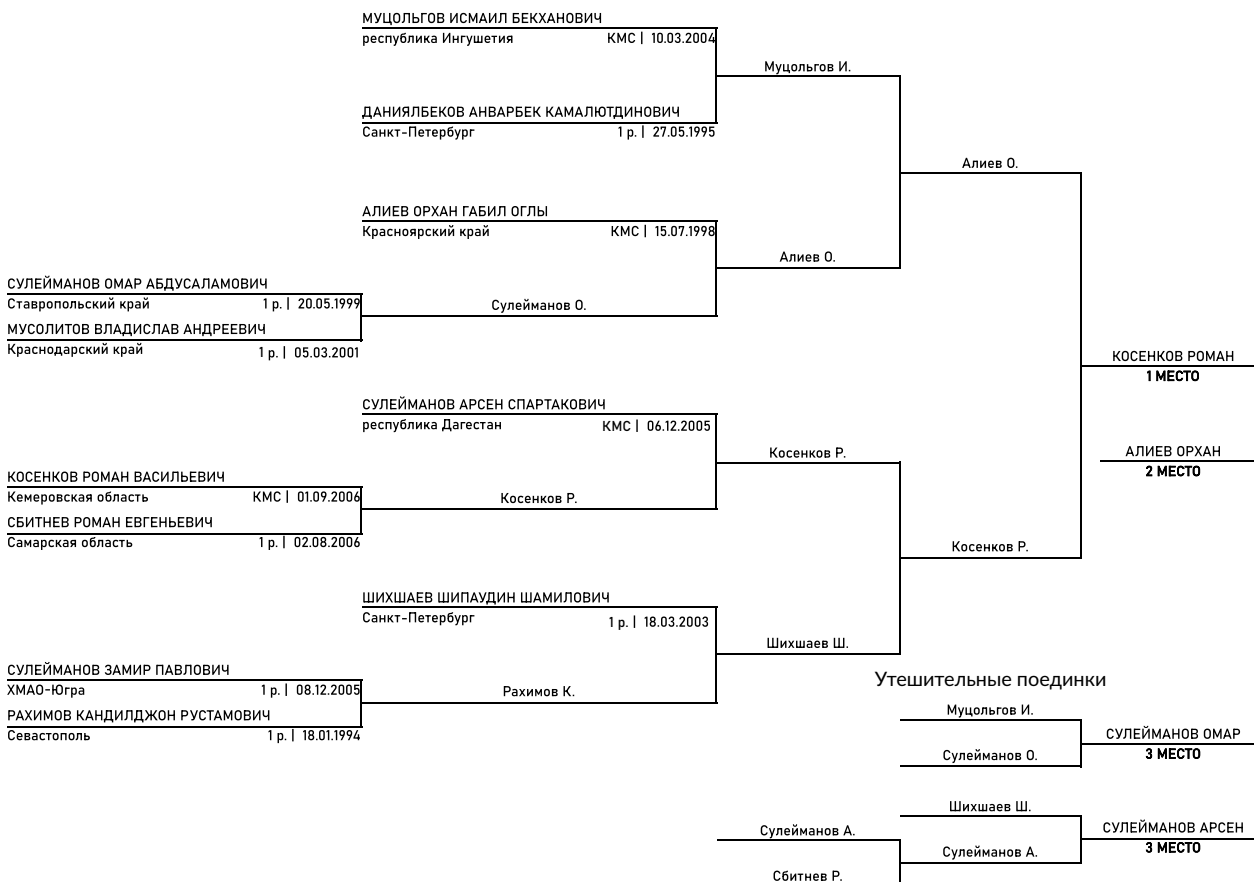 МУЦОЛЬГОВ ИСМАИЛ БЕКХАНОВИЧ
республика Ингушетия КМС | 10.03.2004
Муцольгов И.
ДАНИЯЛБЕКОВ АНВАРБЕК КАМАЛЮТДИНОВИЧ
Санкт-Петербург 1 р. | 27.05.1995
Алиев О.
АЛИЕВ ОРХАН ГАБИЛ ОГЛЫ
Красноярский край КМС | 15.07.1998
Алиев О.
СУЛЕЙМАНОВ ОМАР АБДУСАЛАМОВИЧ
Ставропольский край 1 р. | 20.05.1999
Сулейманов О.
МУСОЛИТОВ ВЛАДИСЛАВ АНДРЕЕВИЧ
Краснодарский край 1 р. | 05.03.2001
КОСЕНКОВ РОМАН
1 МЕСТО
СУЛЕЙМАНОВ АРСЕН СПАРТАКОВИЧ
республика Дагестан КМС | 06.12.2005
Косенков Р.
АЛИЕВ ОРХАН
2 МЕСТО
КОСЕНКОВ РОМАН ВАСИЛЬЕВИЧ
Кемеровская область КМС | 01.09.2006
Косенков Р.
СБИТНЕВ РОМАН ЕВГЕНЬЕВИЧ
Самарская область 1 р. | 02.08.2006
Косенков Р.
ШИХШАЕВ ШИПАУДИН ШАМИЛОВИЧ
Санкт-Петербург 1 р. | 18.03.2003
Шихшаев Ш.
СУЛЕЙМАНОВ ЗАМИР ПАВЛОВИЧ
ХМАО-Югра 1 р. | 08.12.2005
Рахимов К.
РАХИМОВ КАНДИЛДЖОН РУСТАМОВИЧ
Севастополь 1 р. | 18.01.1994
Утешительные поединки
Муцольгов И.
СУЛЕЙМАНОВ ОМАР
3 МЕСТО
Сулейманов О.
Шихшаев Ш.
СУЛЕЙМАНОВ АРСЕН
3 МЕСТО
Сулейманов А.
Сулейманов А.
Сбитнев Р.